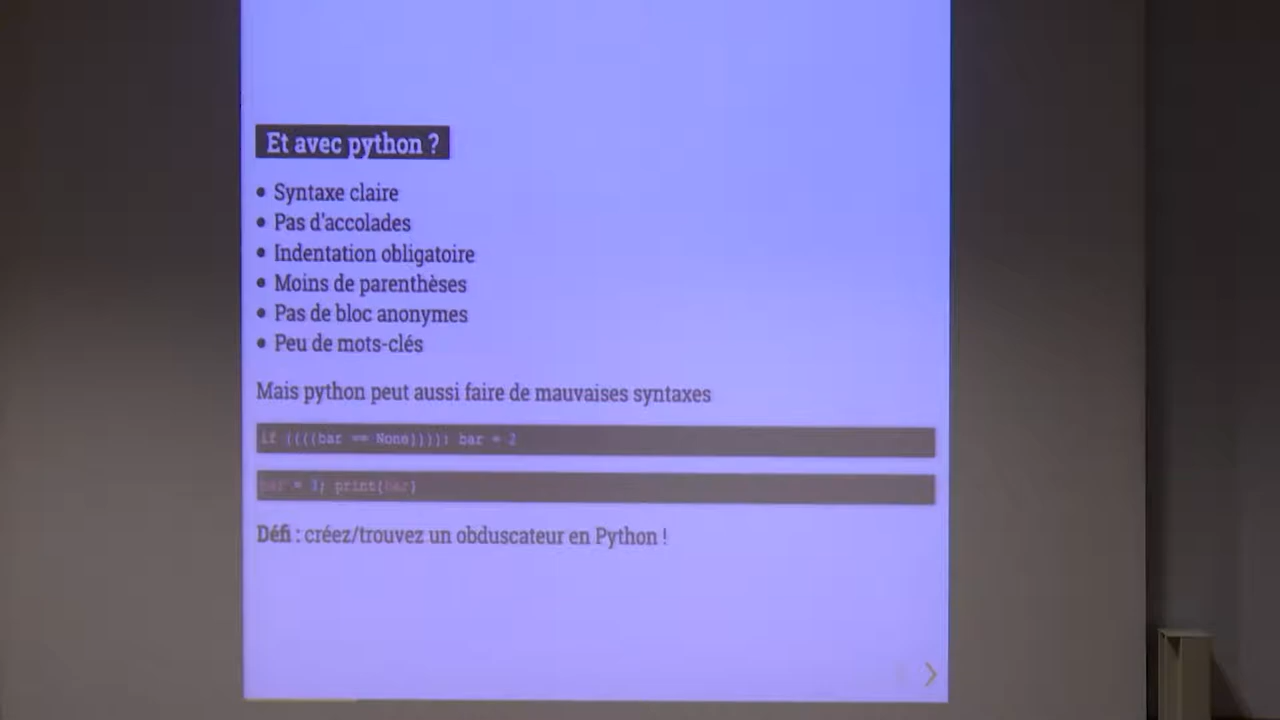 Et avec python ?
• Syntaxe claire
• Pas d'accolades
• Indentation obligatoire
• Moins de parenthèses
• Pas de bloc anonymes
• Peu de mots-clés
Mais python peut aussi faire de mauvaises syntaxes
if ((((bar == None)))): bar = 2
bar = 3; print(bar)
Défi : créez/trouvez un obduscateur en Python !